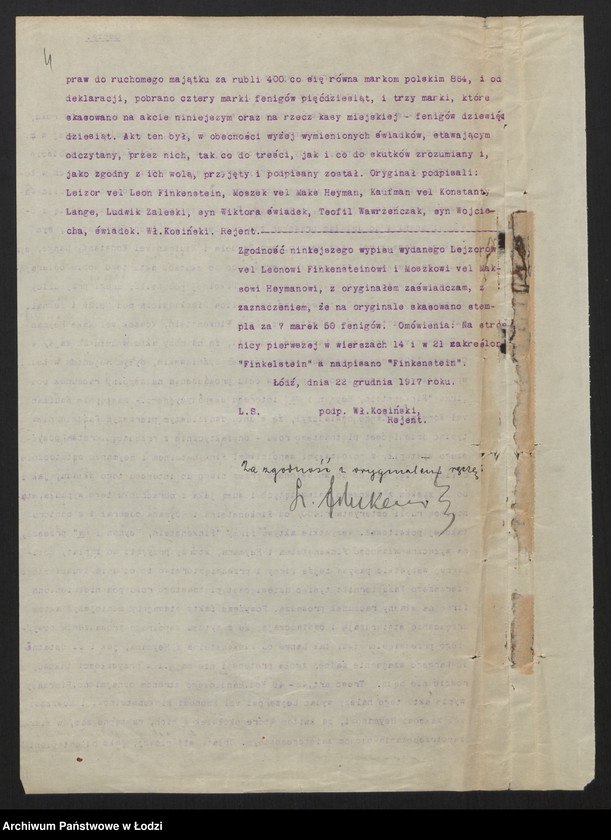 4
praw do ruchomego majątku za rubli 400 co się równa markom polskim 864, i od
deklaracji, pobrano cztery marki fenigów pięćdziesiąt, i trzy marki, które
skasowano na akcie niniejszym oraz na rzecz kasy miejskiej - fenigów dziewięć
dziesiąt. Akt ten był, w obecności wyżej wymienionych świadków, stawającym
odczytany, przez nich, tak co do treści, jak i co do skutków zrozumiany i,
jako zgodny z ich wolą, przyjęty i podpisany został. Oryginał podpisali:
Leizor vel Leon Finkenstein, Moszek vel Maks Heyman, Kaufman vel Konstanty
Lange, Ludwik Zaleski, syn Wiktora świadek, Teofil Wawrzeńczak, syn Wojcie-
cha, świadek. Wł.Kosiński. Rejent.
Zgodność niniejszego wypisu wydanego Lejzorow
vel Leonowi Finkensteinowi i Moszkowi vel Mak-
sowi Heymanowi, z oryginałem zaświadczam, z
zaznaczeniem, że na oryginale skasowano stem-
pla za 7 marek 50 fenigów. Omówienia: Na stro
nicy pierwszej w wierszach 14 i w 21 zakreślon
"Finkelstein" a nadpisano "Finkenstein".
Łódź, dnia 22 grudnia 1917 roku.
L.S. podp. Wł.Kosiński,
Rejent.
Za zgodność z oryginałem ręczę:
Archiwum Państwowe w Łodzi